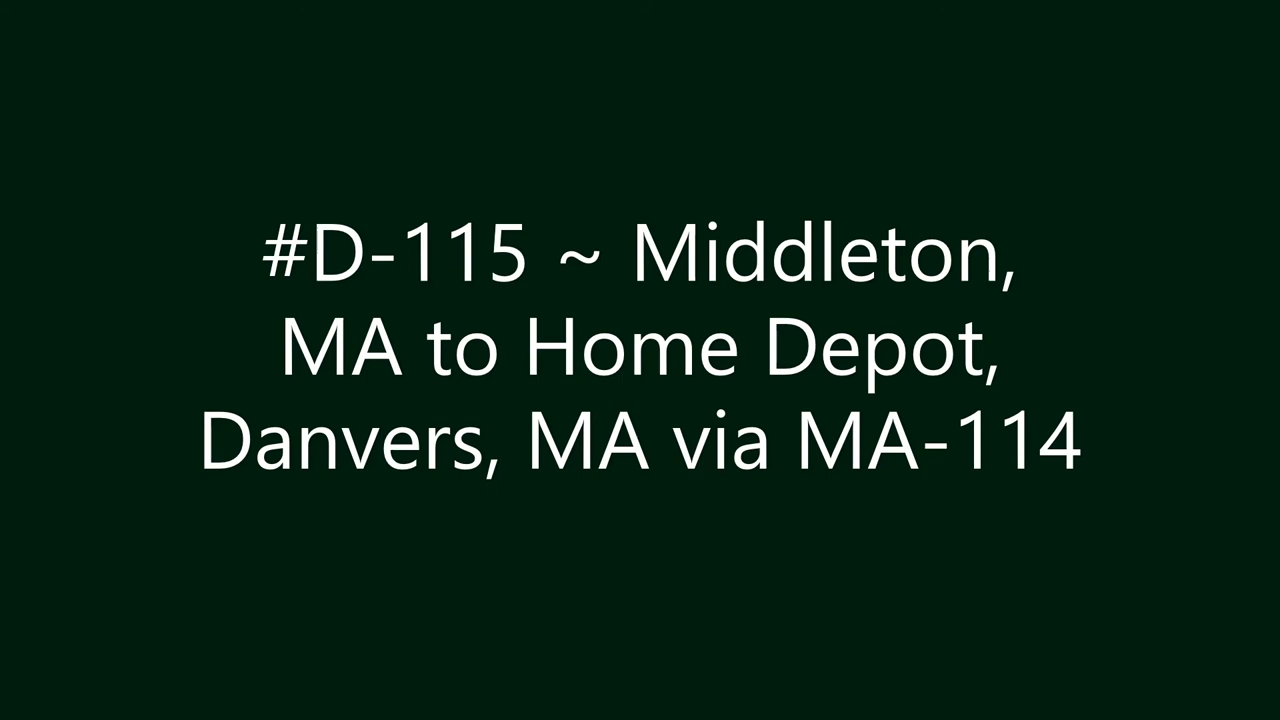 #D-115 ~ Middleton,
MA to Home Depot,
Danvers, MA via MA-114